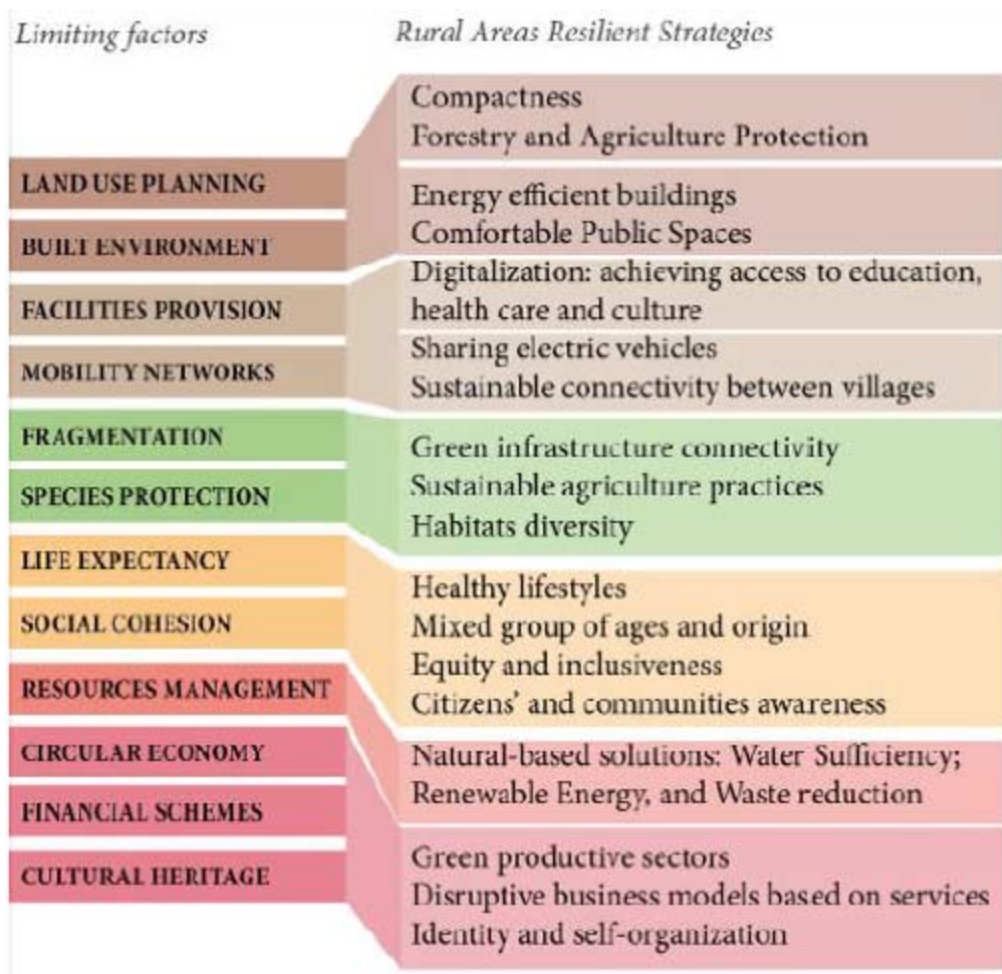 Limiting factors
Rural Areas Resilient Strategies
LAND USE PLANNING
BUILT ENVIRONMENT
FACILITIES PROVISION
MOBILITY NETWORKS
FRAGMENTATION
SPECIES PROTECTION
LIFE EXPECTANCY
SOCIAL COHESION
RESOURCES MANAGEMENT
CIRCULAR ECONOMY
FINANCIAL SCHEMES
CULTURAL HERITAGE
Compactness
Forestry and Agriculture Protection
Energy efficient buildings
Comfortable Public Spaces
Digitalization: achieving access to education,
health care and culture
Sharing electric vehicles
Sustainable connectivity between villages
Green infrastructure connectivity
Sustainable agriculture practices
Habitats diversity
Healthy lifestyles
Mixed group of ages and origin
Equity and inclusiveness
Citizens' and communities awareness
Natural-based solutions: Water Sufficiency;
Renewable Energy, and Waste reduction
Green productive sectors
Disruptive business models based on services
Identity and self-organization